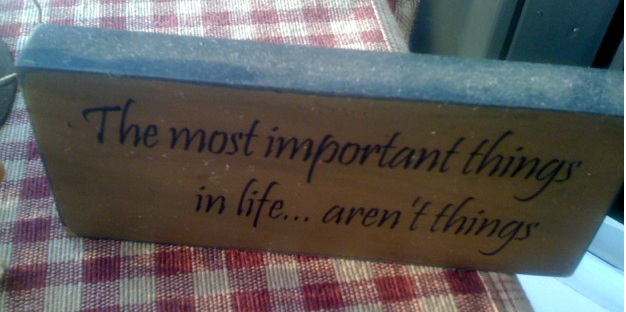 The most important things
in life... aren't things